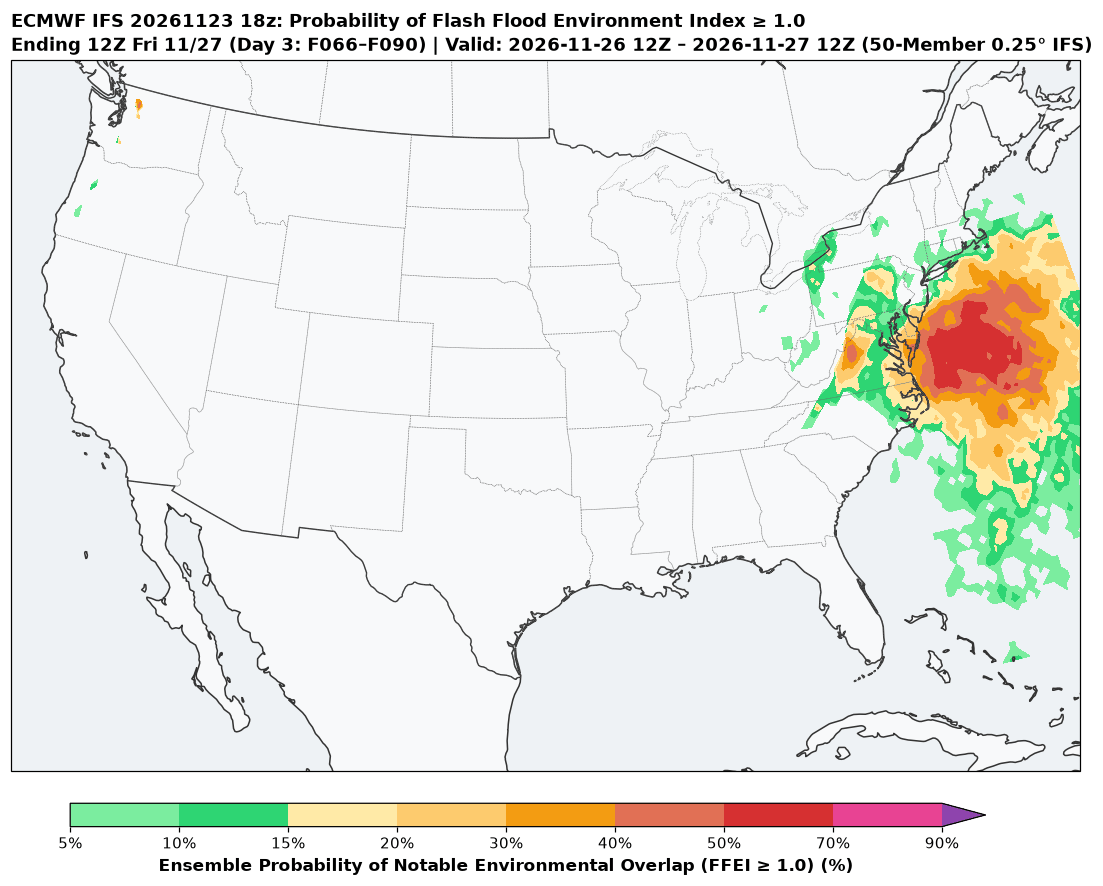 ECMWF IFS 20261123 18z: Probability of Flash Flood Environment Index ≥ 1.0
Ending 12Z Fri 11/27 (Day 3: F066–F090) | Valid: 2026-11-26 12Z – 2026-11-27 12Z (50-Member 0.25° IFS)
5% 10% 15% 20% 30% 40% 50% 70% 90%
Ensemble Probability of Notable Environmental Overlap (FFEI ≥ 1.0) (%)